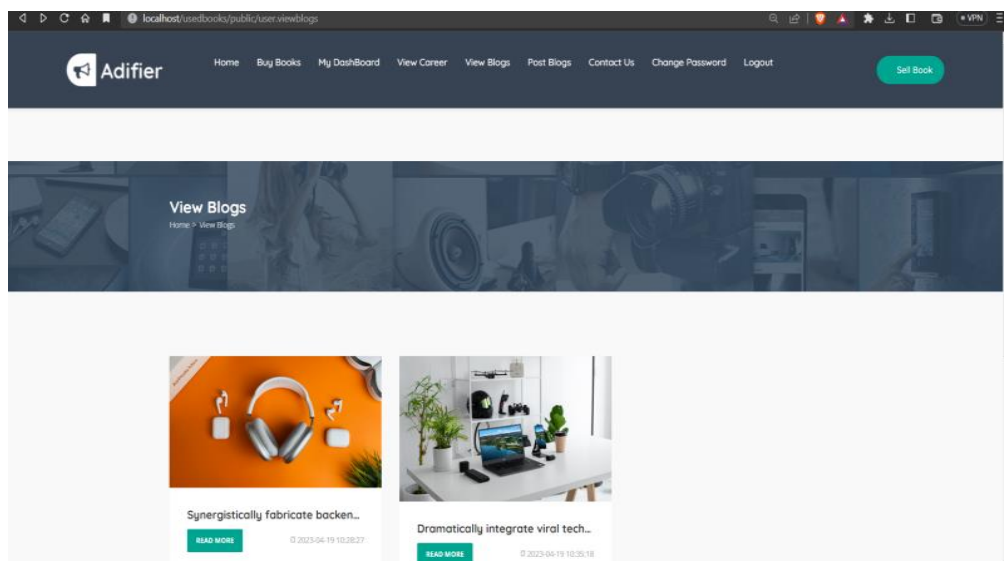 localhost/usedbooks/public/user.viewblogs
VPN
Adifier
Home Buy Books My DashBoard View Career View Blogs Post Blogs Contact Us Change Password Logout
Sell Book
View Blogs
Home > View Blogs
Synergistically fabricate backen...
READ MORE 2023-04-19 10:28:27
Dramatically integrate viral tech...
READ MORE 2023-04-19 10:35:18